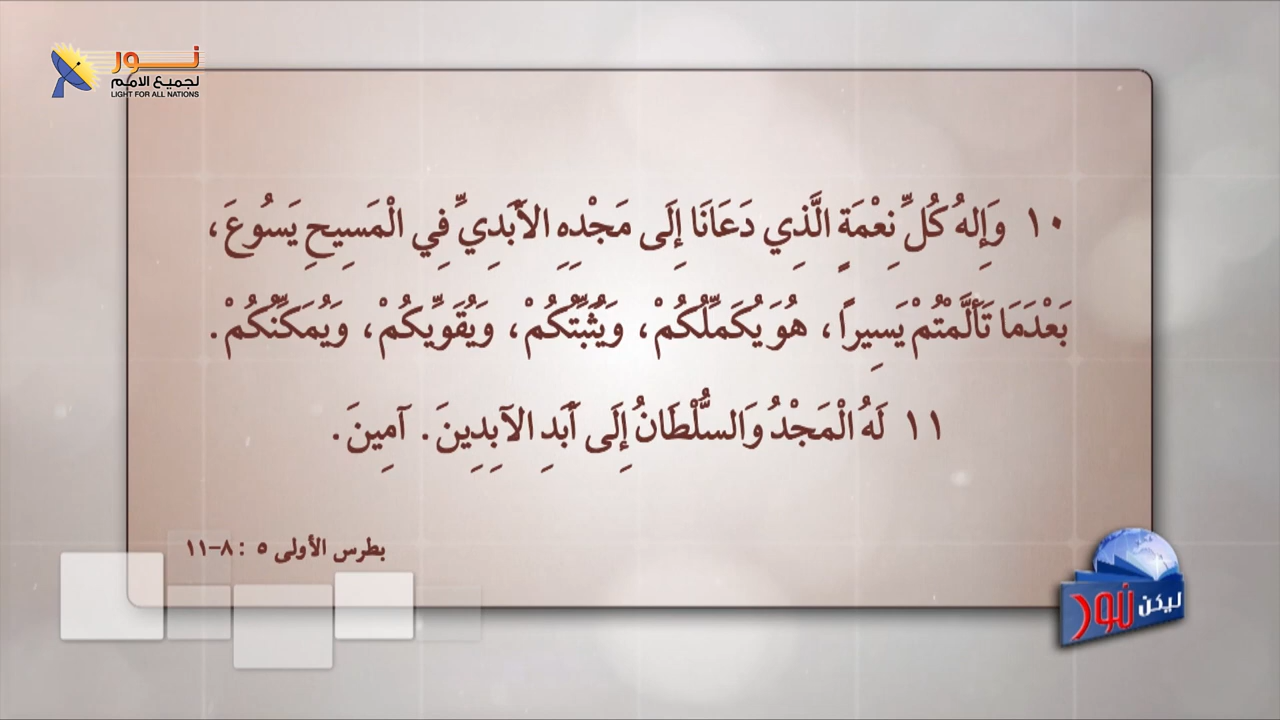 نور
لجميع الامم
LIGHT FOR ALL NATIONS
١٠ وَإِلهُ كُلِّ نِعْمَةٍ الَّذِي دَعَانَا إِلَى مَجْدِهِ الأَبَدِيِّ فِي الْمَسِيحِ يَسُوعَ،
بَعْدَمَا تَأَلَّمْتُمْ يَسِيرًا، هُوَ يُكَمِّلُكُمْ، وَيُثَبِّتُكُمْ، وَيُقَوِّيكُمْ، وَيُمَكِّنُكُمْ.
١١ لَهُ الْمَجْدُ وَالسُّلْطَانُ إِلَى أَبَدِ الآبِدِينَ. آمِينَ.
بطرس الأولى ٥ : ٨-١١
ليكن نور